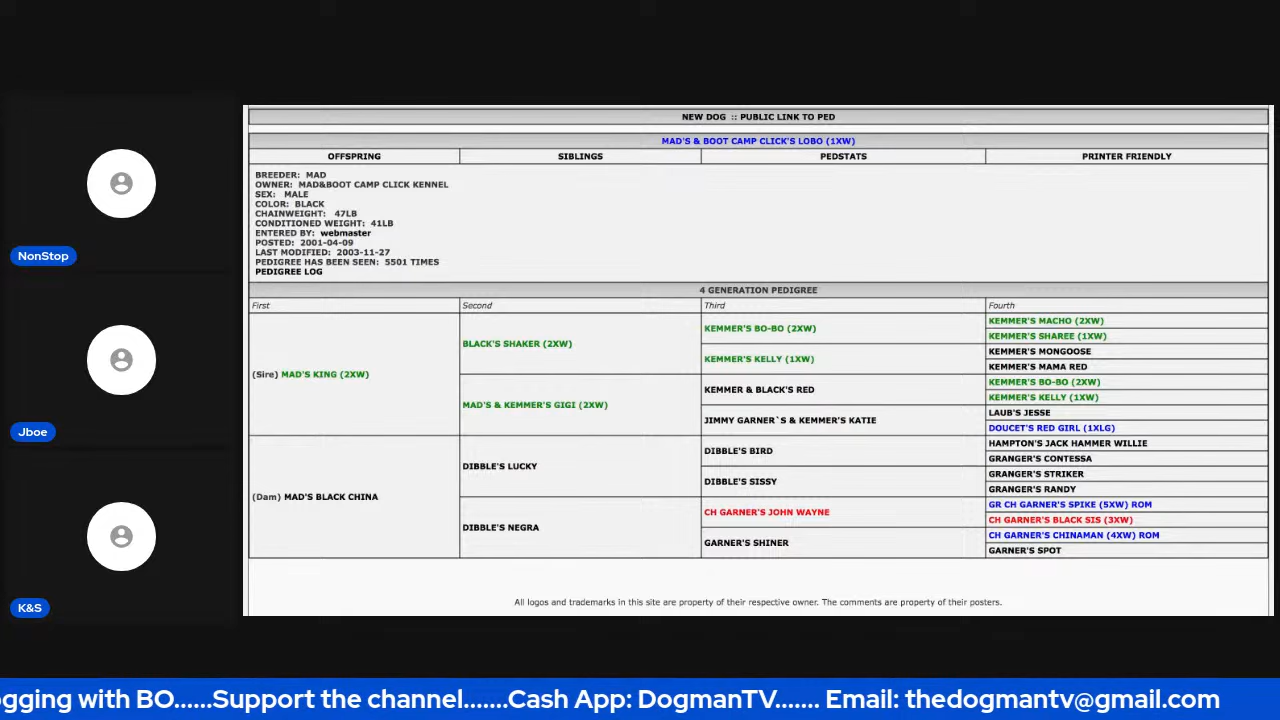 NEW DOG :: PUBLIC LINK TO PED
MAD'S & BOOT CAMP CLICK'S LOBO (1XW)
OFFSPRING SIBLINGS PEDSTATS PRINTER FRIENDLY
BREEDER: MAD
OWNER: MAD&BOOT CAMP CLICK KENNEL
SEX: MALE
COLOR: BLACK
CHAINWEIGHT: 47LB
CONDITIONED WEIGHT: 41LB
ENTERED BY: webmaster
POSTED: 2001-04-09
LAST MODIFIED: 2003-11-27
PEDIGREE HAS BEEN SEEN: 5501 TIMES
PEDIGREE LOG
4 GENERATION PEDIGREE
First Second Third Fourth
(Sire) MAD'S KING (2XW)
BLACK'S SHAKER (2XW)
KEMMER'S BO-BO (2XW)
KEMMER'S MACHO (2XW)
KEMMER'S SHAREE (1XW)
KEMMER'S KELLY (1XW)
KEMMER'S MONGOOSE
KEMMER'S MAMA RED
MAD'S & KEMMER'S GIGI (2XW)
KEMMER & BLACK'S RED
KEMMER'S BO-BO (2XW)
KEMMER'S KELLY (1XW)
JIMMY GARNER`S & KEMMER'S KATIE
LAUB'S JESSE
DOUCET'S RED GIRL (1XLG)
(Dam) MAD'S BLACK CHINA
DIBBLE'S LUCKY
DIBBLE'S BIRD
HAMPTON'S JACK HAMMER WILLIE
GRANGER'S CONTESSA
DIBBLE'S SISSY
GRANGER'S STRIKER
GRANGER'S RANDY
DIBBLE'S NEGRA
CH GARNER'S JOHN WAYNE
GR CH GARNER'S SPIKE (5XW) ROM
CH GARNER'S BLACK SIS (3XW)
GARNER'S SHINER
CH GARNER'S CHINAMAN (4XW) ROM
GARNER'S SPOT
All logos and trademarks in this site are property of their respective owner. The comments are property of their posters.
NonStop
Jboe
K&S
gging with BO......Support the channel.......Cash App: DogmanTV....... Email: thedogmantv@gmail.com